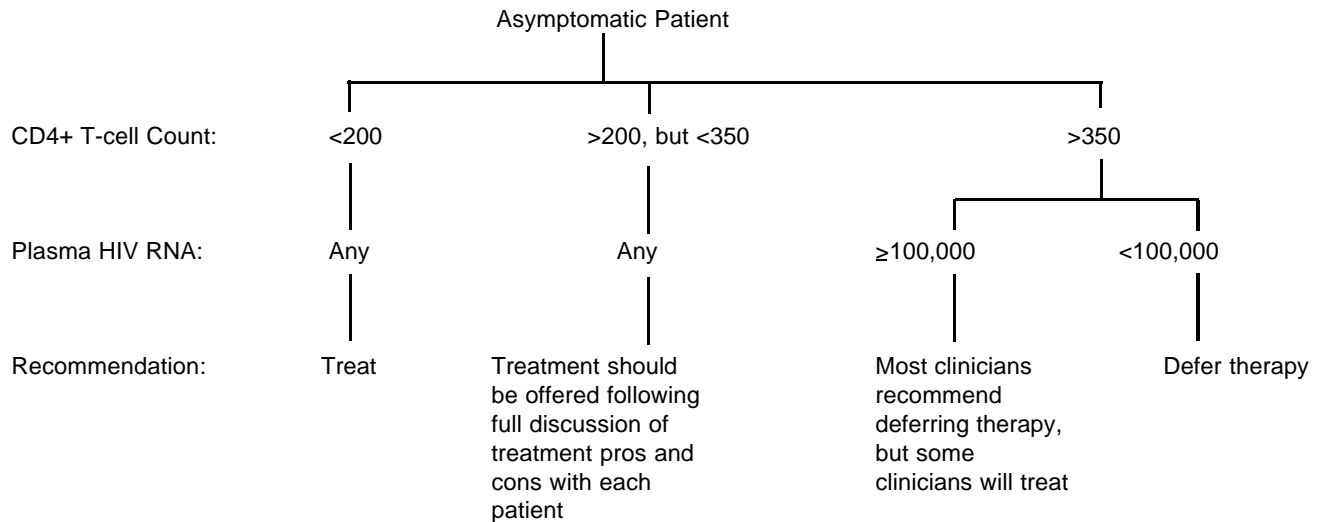 Asymptomatic Patient
CD4+ T-cell Count: <200 >200, but <350 >350
Plasma HIV RNA: Any Any ≥100,000 <100,000
Recommendation: Treat Treatment should Most clinicians Defer therapy
be offered following recommend
full discussion of deferring therapy,
treatment pros and but some
cons with each clinicians will treat
patient